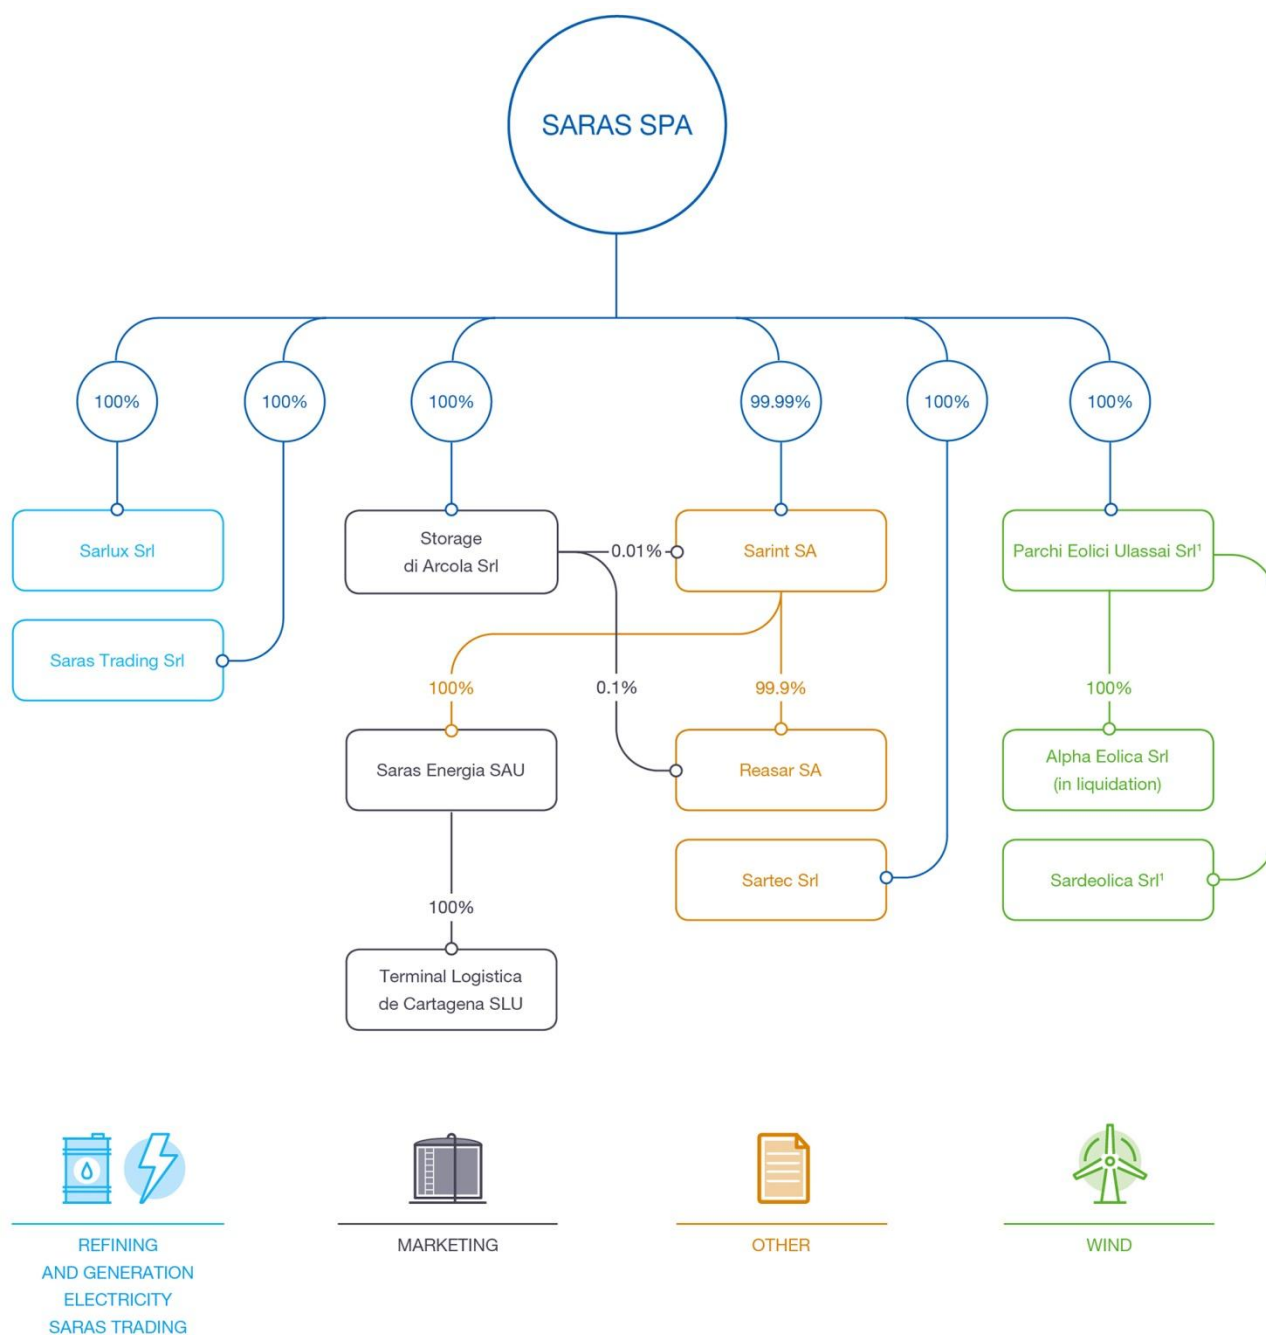 SARAS SPA
100%
100%
100%
99.99%
100%
100%
Sarlux Srl
Storage
di Arcola Srl
0.01%
Sarint SA
Parchi Eolici Ulassai Srl¹
Saras Trading Srl
100%
0.1%
99.9%
100%
Saras Energia SAU
Reasar SA
Alpha Eolica Srl
(in liquidation)
Sartec Srl
Sardeolica Srl¹
100%
Terminal Logistica
de Cartagena SLU
REFINING
AND GENERATION
ELECTRICITY
SARAS TRADING
MARKETING
OTHER
WIND